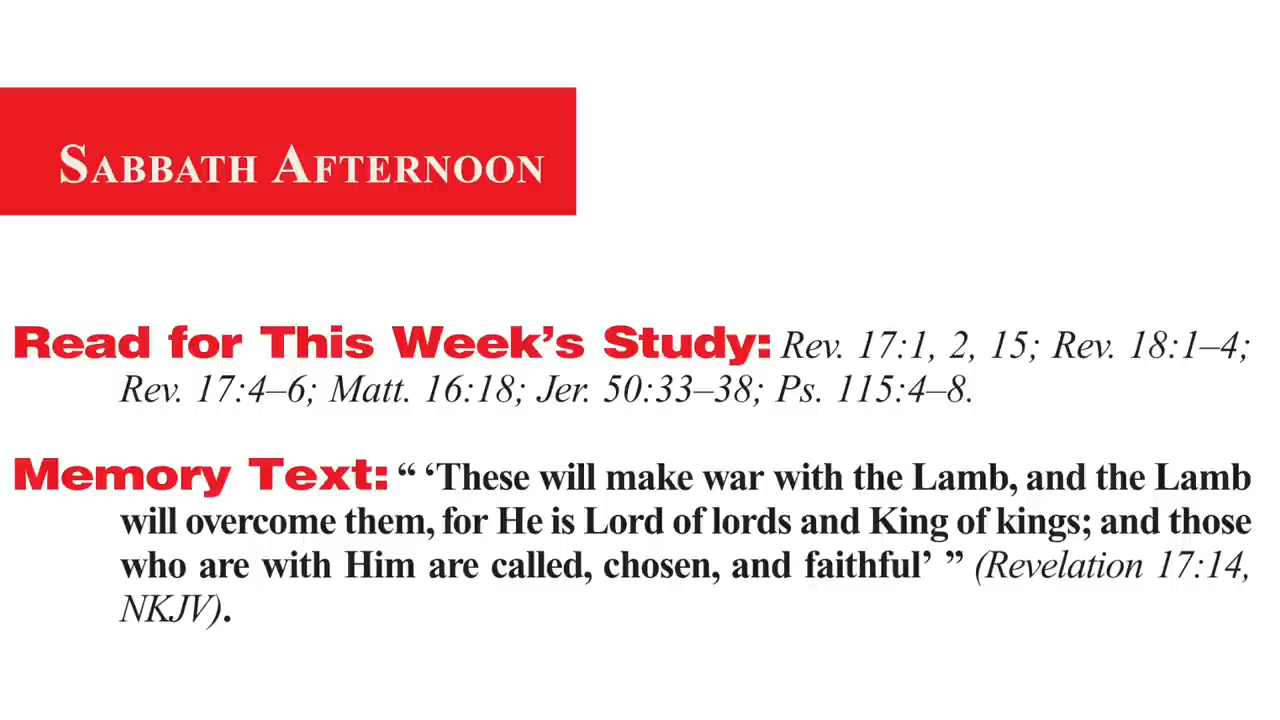 Sabbath Afternoon
Read for This Week’s Study: Rev. 17:1, 2, 15; Rev. 18:1–4;
Rev. 17:4–6; Matt. 16:18; Jer. 50:33–38; Ps. 115:4–8.
Memory Text: “ ‘These will make war with the Lamb, and the Lamb
will overcome them, for He is Lord of lords and King of kings; and those
who are with Him are called, chosen, and faithful’ ” (Revelation 17:14,
NKJV).